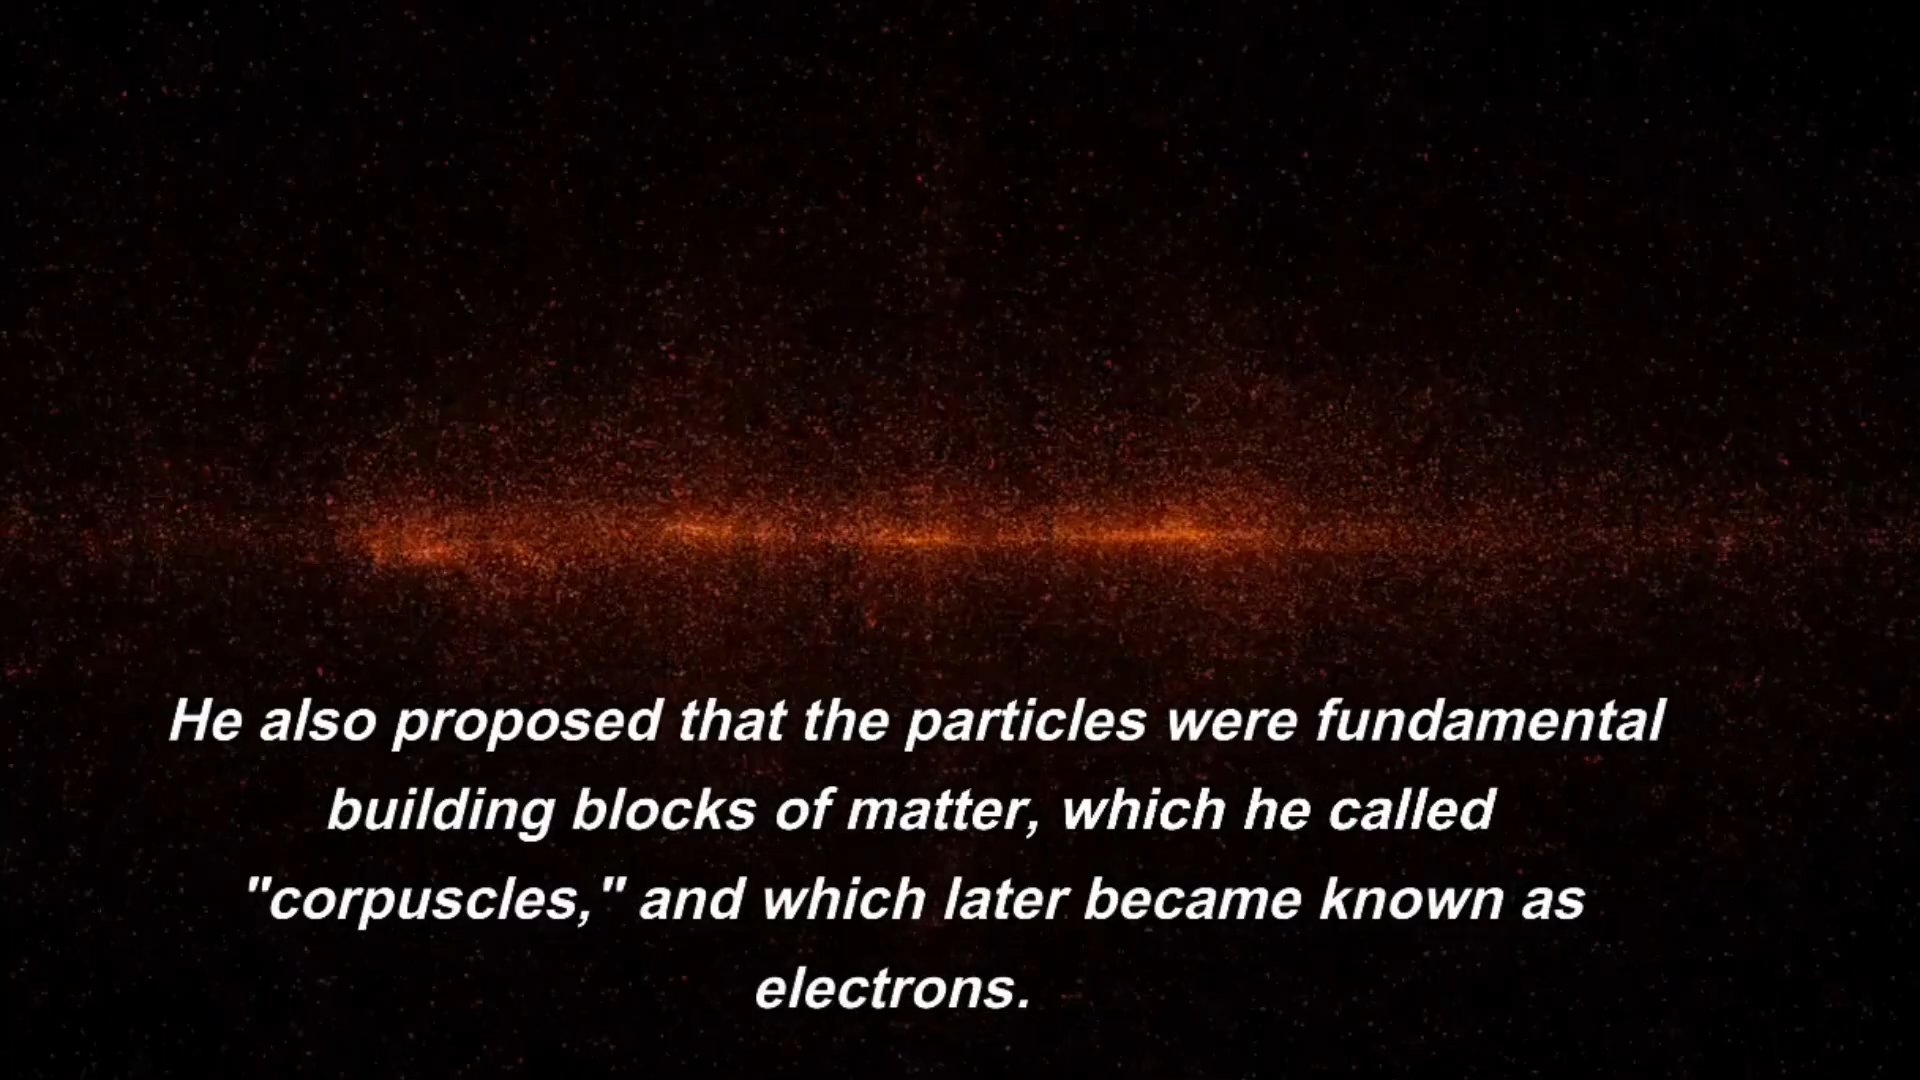 He also proposed that the particles were fundamental
building blocks of matter, which he called
"corpuscles," and which later became known as
electrons.